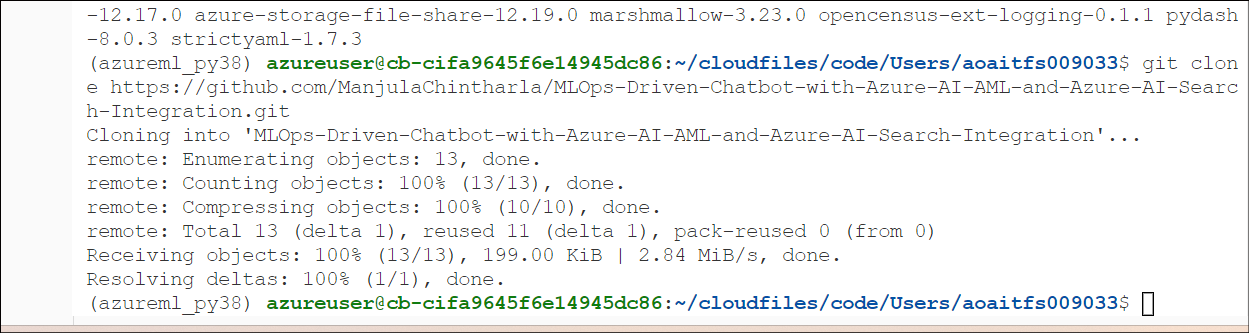 -12.17.0 azure-storage-file-share-12.19.0 marshmallow-3.23.0 opencensus-ext-logging-0.1.1 pydash
-8.0.3 strictyaml-1.7.3
(azureml_py38) azureuser@cb-cifa9645f6e14945dc86:~/cloudfiles/code/Users/aoaitfs009033$ git clon
e https://github.com/ManjulaChintharla/MLOps-Driven-Chatbot-with-Azure-AI-AML-and-Azure-AI-Searc
h-Integration.git
Cloning into 'MLOps-Driven-Chatbot-with-Azure-AI-AML-and-Azure-AI-Search-Integration'...
remote: Enumerating objects: 13, done.
remote: Counting objects: 100% (13/13), done.
remote: Compressing objects: 100% (10/10), done.
remote: Total 13 (delta 1), reused 11 (delta 1), pack-reused 0 (from 0)
Receiving objects: 100% (13/13), 199.00 KiB | 2.84 MiB/s, done.
Resolving deltas: 100% (1/1), done.
(azureml_py38) azureuser@cb-cifa9645f6e14945dc86:~/cloudfiles/code/Users/aoaitfs009033$